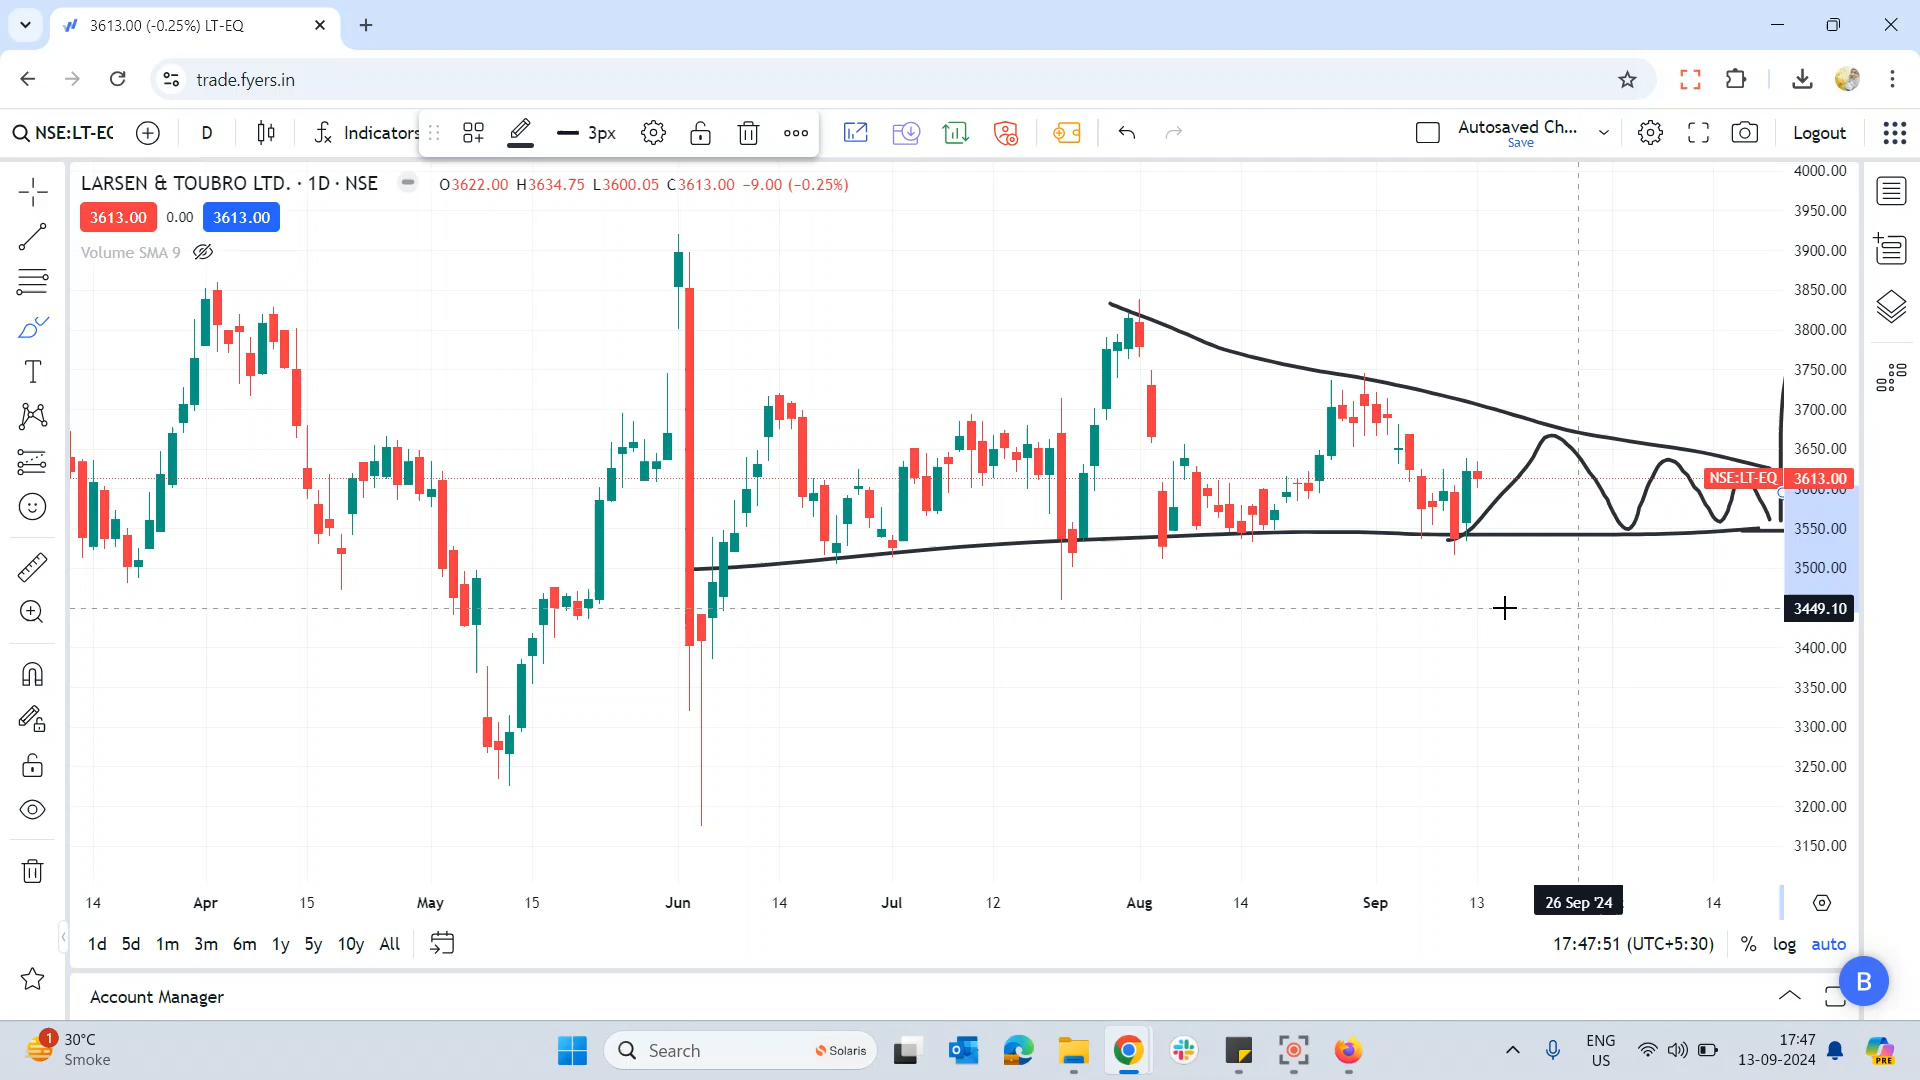 3613.00 (-0.25%) LT-EQ
trade.fyers.in
NSE:LT-EC
D
Indicators
3px
Autosaved Ch...
Save
Logout
LARSEN & TOUBRO LTD. · 1D · NSE
O3622.00 H3634.75 L3600.05 C3613.00 −9.00 (−0.25%)
3613.00 0.00 3613.00
Volume SMA 9
4000.00
3950.00
3900.00
3850.00
3800.00
3750.00
3700.00
3650.00
NSE:LT-EQ 3613.00
3600.00
3550.00
3500.00
3449.10
3400.00
3350.00
3300.00
3250.00
3200.00
3150.00
14 Apr 15 May 15 Jun 14 Jul 12 Aug 14 Sep 13 26 Sep '24 14
1d 5d 1m 3m 6m 1y 5y 10y All
17:47:51 (UTC+5:30) % log auto
B
Account Manager
1
30°C
Smoke
Search
Solaris
ENG
US
17:47
13-09-2024
PRE